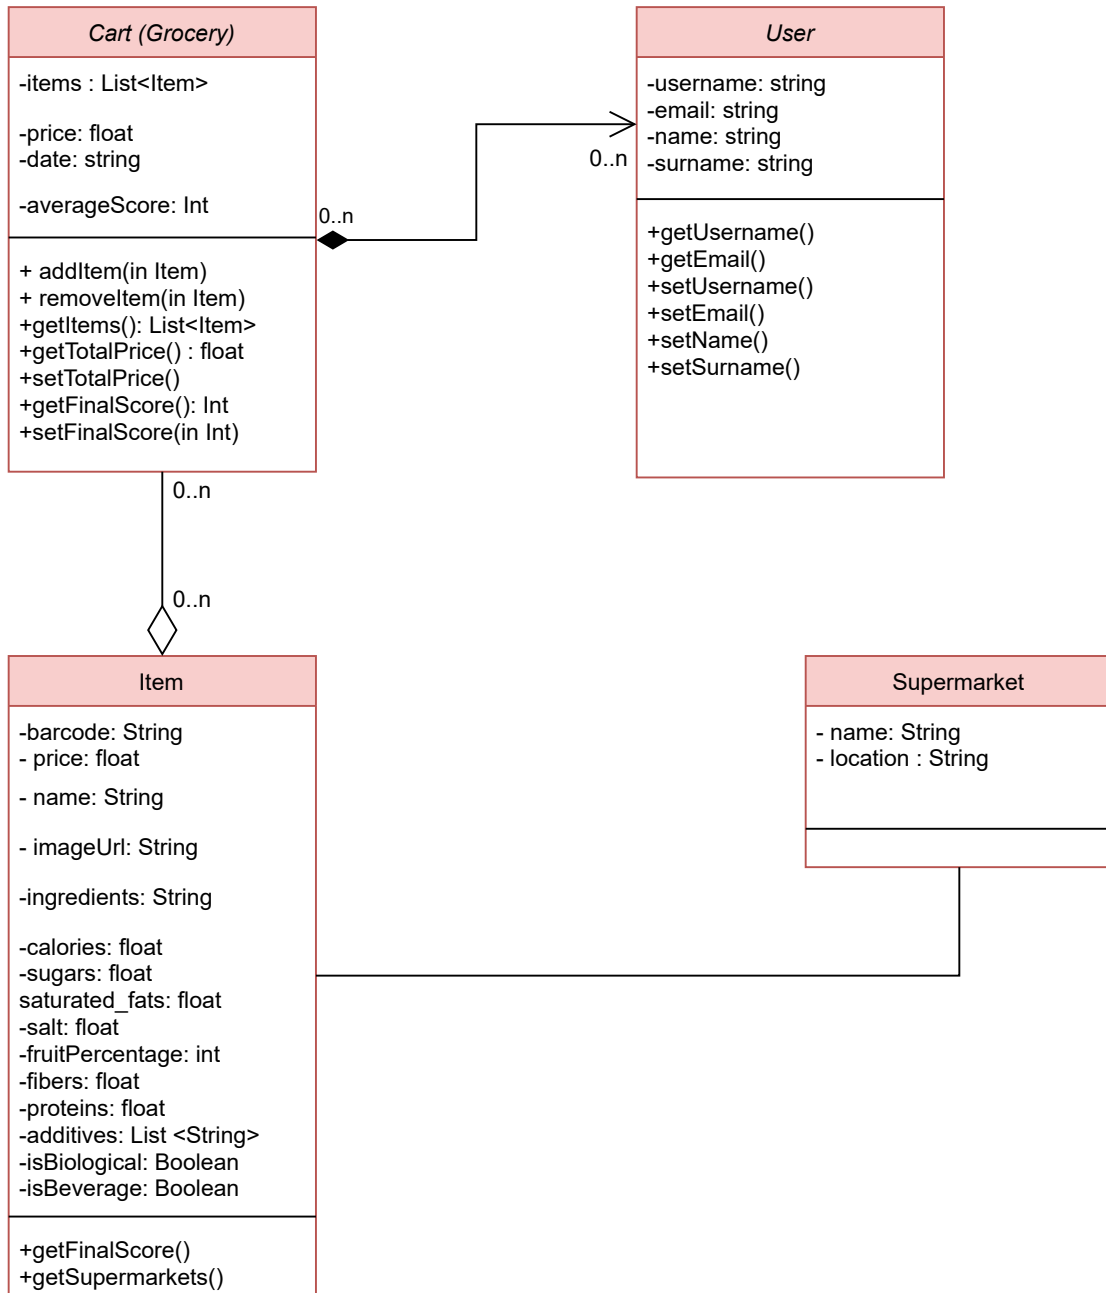 Cart (Grocery)
-items : List<Item>
-price: float
-date: string
-averageScore: Int
+ addItem(in Item)
+ removeItem(in Item)
+getItems(): List<Item>
+getTotalPrice() : float
+setTotalPrice()
+getFinalScore(): Int
+setFinalScore(in Int)
0..n
0..n
User
-username: string
-email: string
-name: string
-surname: string
+getUsername()
+getEmail()
+setUsername()
+setEmail()
+setName()
+setSurname()
0..n
0..n
Item
-barcode: String
- price: float
- name: String
- imageUrl: String
-ingredients: String
-calories: float
-sugars: float
saturated_fats: float
-salt: float
-fruitPercentage: int
-fibers: float
-proteins: float
-additives: List <String>
-isBiological: Boolean
-isBeverage: Boolean
+getFinalScore()
+getSupermarkets()
Supermarket
- name: String
- location : String